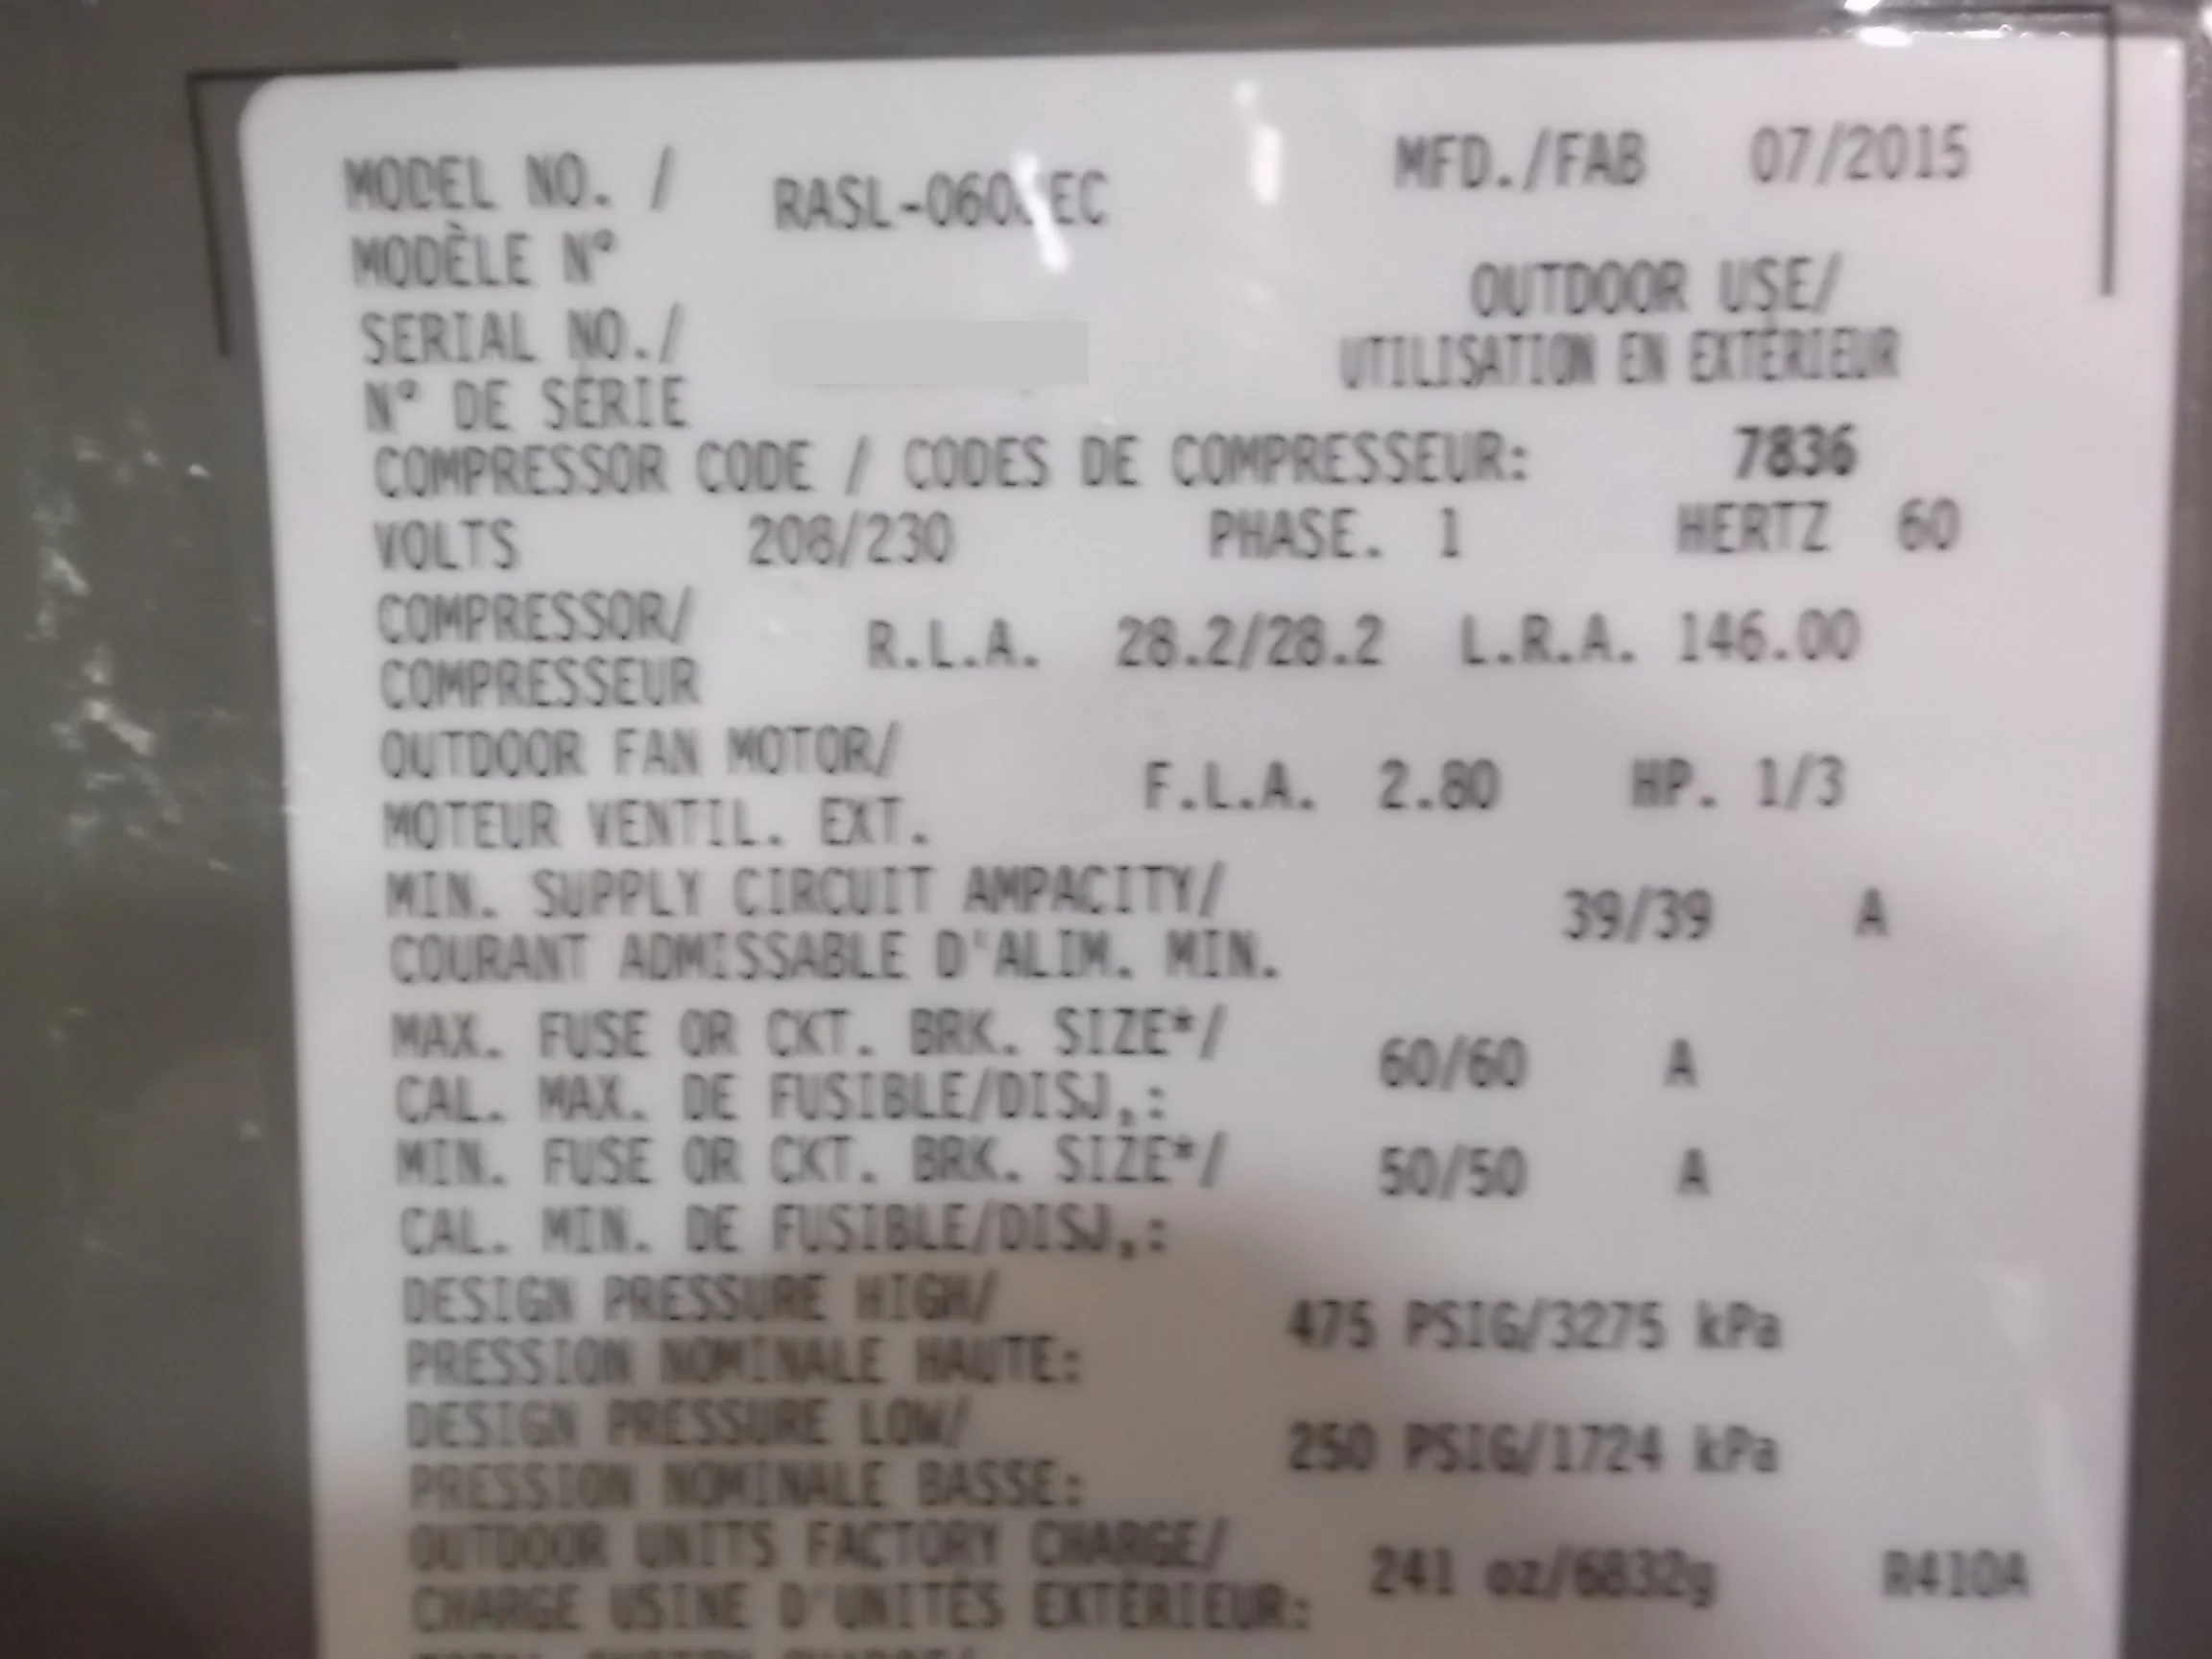 MODEL NO. / MFD./FAB 07/2015
MODÈLE N°
OUTDOOR USE/
SERIAL NO./
UTILISATION EN EXTÉRIEUR
N° DE SÉRIE
COMPRESSOR CODE / CODES DE COMPRESSEUR: 7836
VOLTS 208/230 PHASE. 1 HERTZ 60
COMPRESSOR/
COMPRESSEUR R.L.A. 28.2/28.2 L.R.A. 146.00
OUTDOOR FAN MOTOR/
MOTEUR VENTIL. EXT. F.L.A. 2.80 HP. 1/3
MIN. SUPPLY CIRCUIT AMPACITY/ 39/39 A
COURANT ADMISSABLE D'ALIM. MIN.
MAX. FUSE OR CKT. BRK. SIZE*/ 60/60 A
CAL. MAX. DE FUSIBLE/DISJ,:
MIN. FUSE OR CKT. BRK. SIZE*/ 50/50 A
CAL. MIN. DE FUSIBLE/DISJ,:
DESIGN PRESSURE HIGH/ 475 PSIG/3275 kPa
PRESSION NOMINALE HAUTE:
DESIGN PRESSURE LOW/ 250 PSIG/1724 kPa
PRESSION NOMINALE BASSE:
OUTDOOR UNITS FACTORY CHARGE/ 241 oz/6832g R410A
CHARGE USINE D'UNITÉS EXTÉRIEUR: